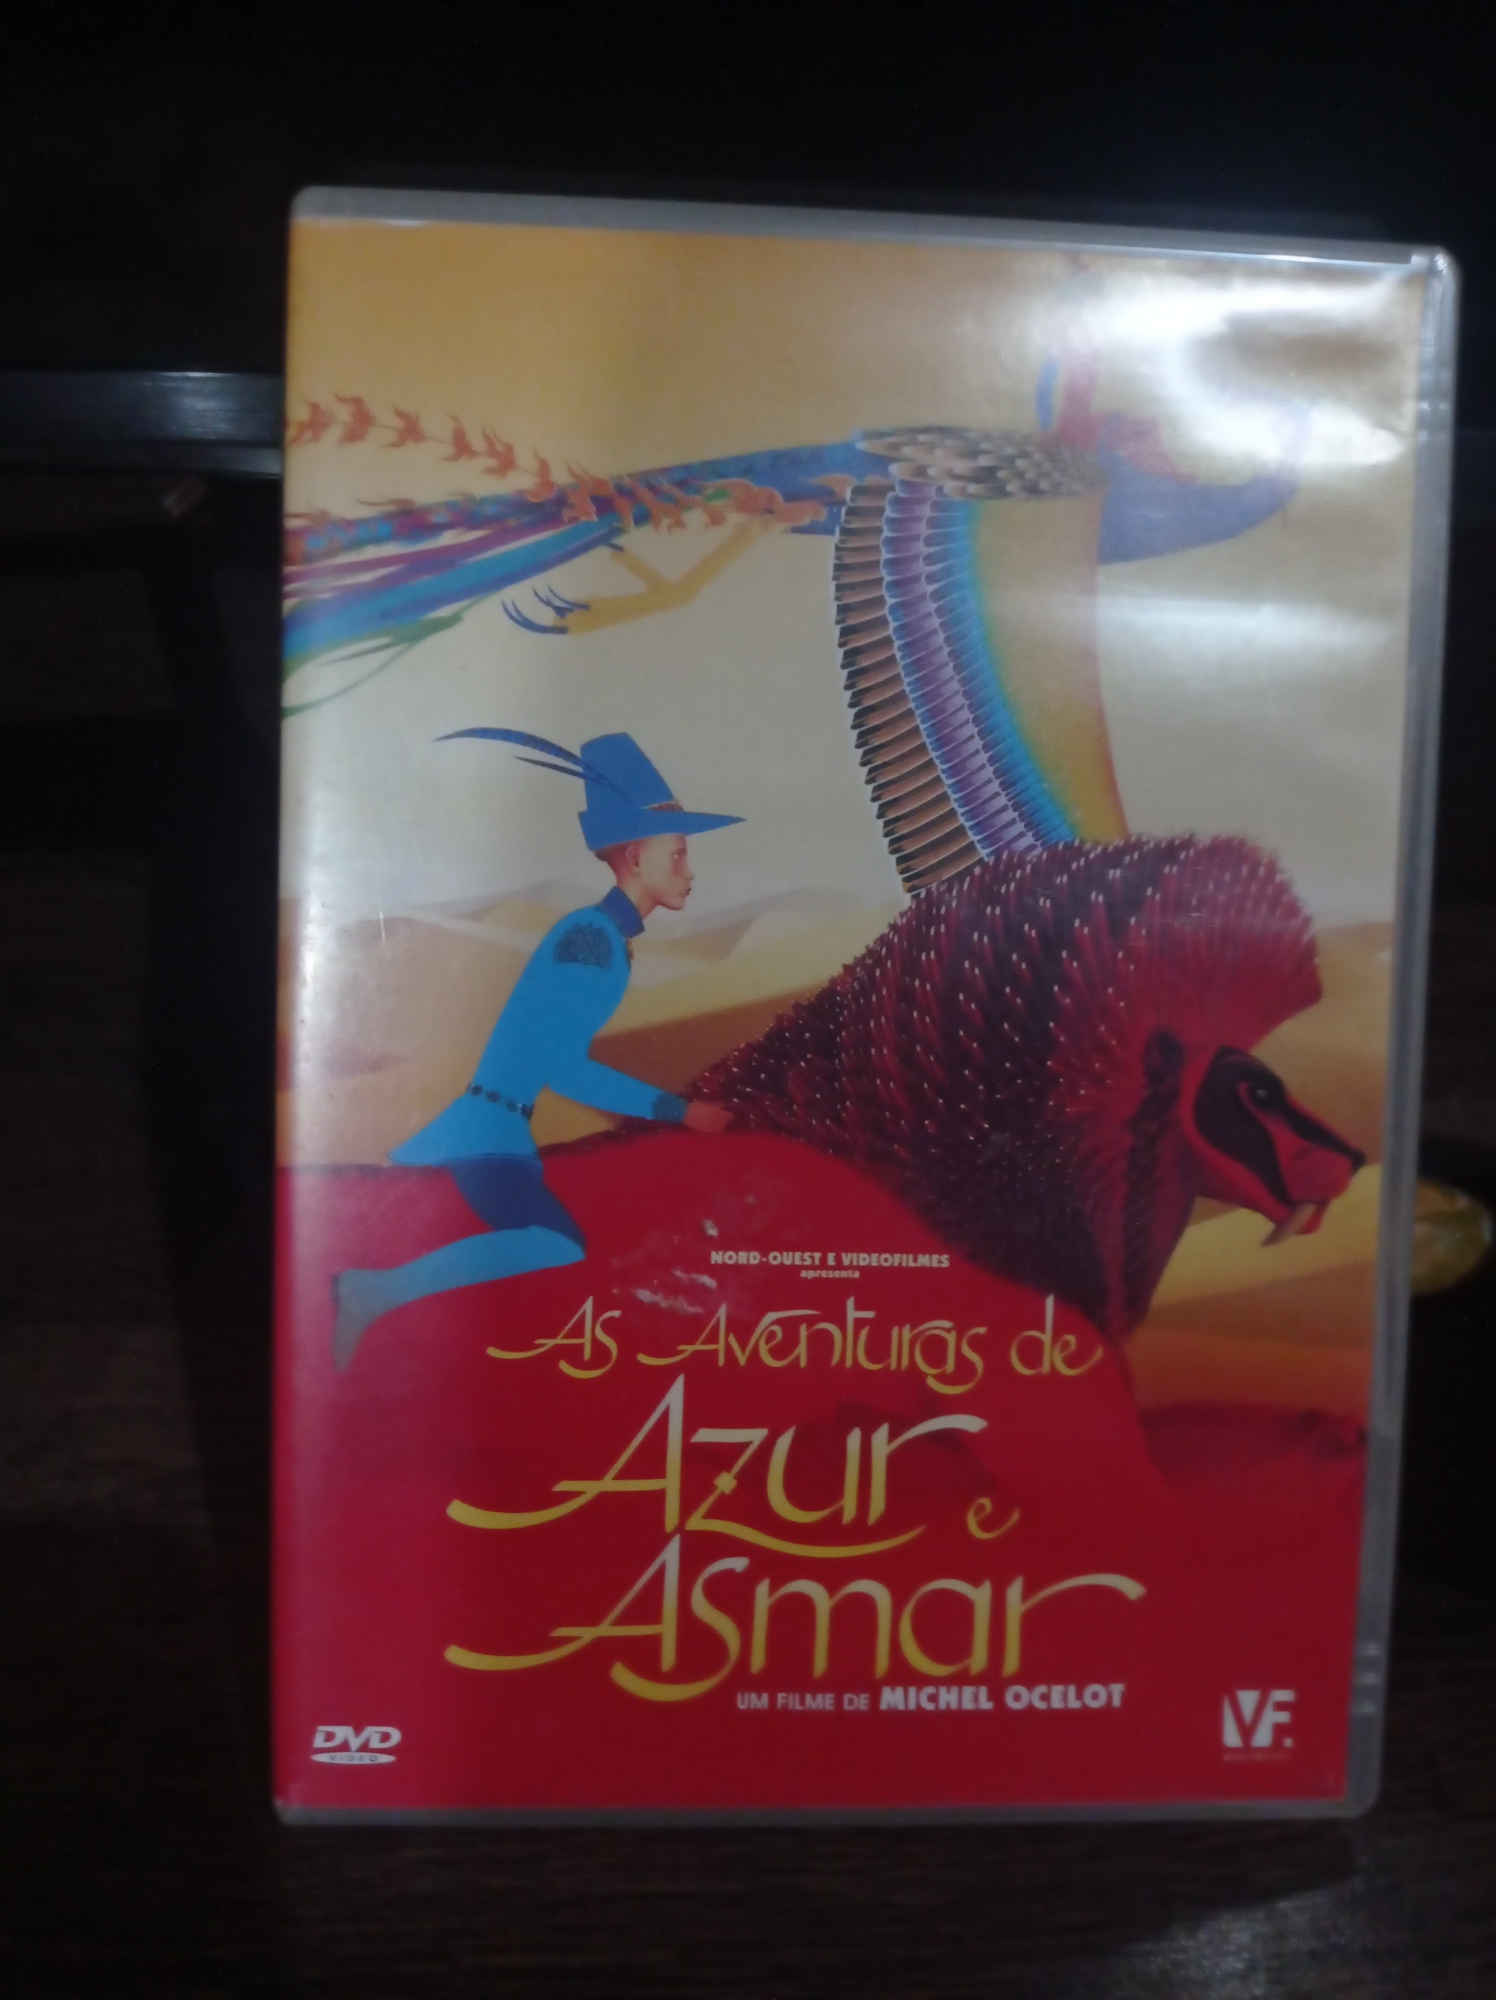 NORD-OUEST E VIDEOFILMES
apresenta
As Aventuras de
Azur e
Asmar
UM FILME DE MICHEL OCELOT
DVD
VIDEO
VF.